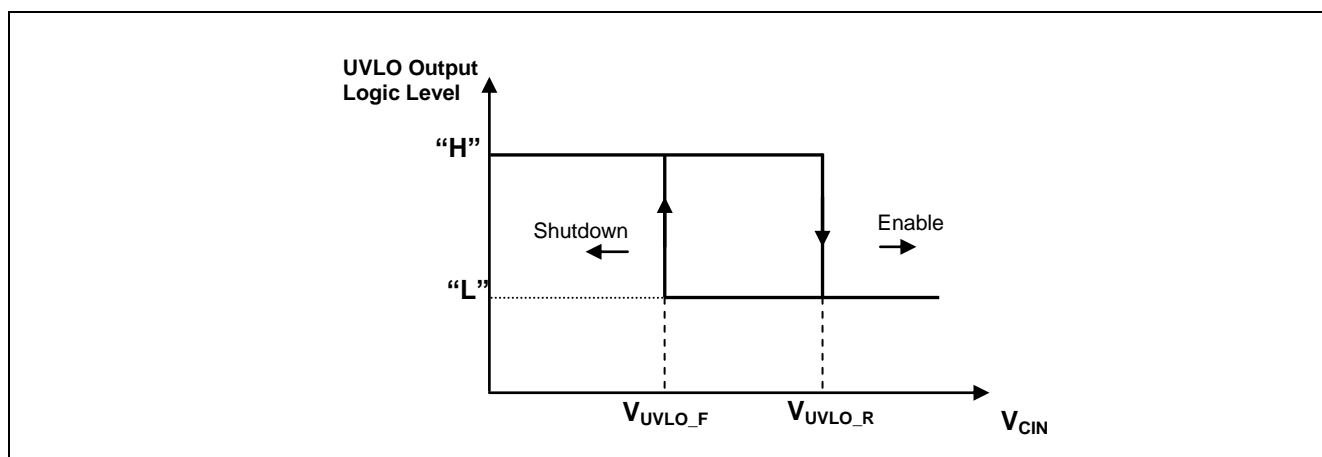 UVLO Output
Logic Level
“H”
Shutdown
Enable
“L”
VUVLO_F
VUVLO_R
VCIN